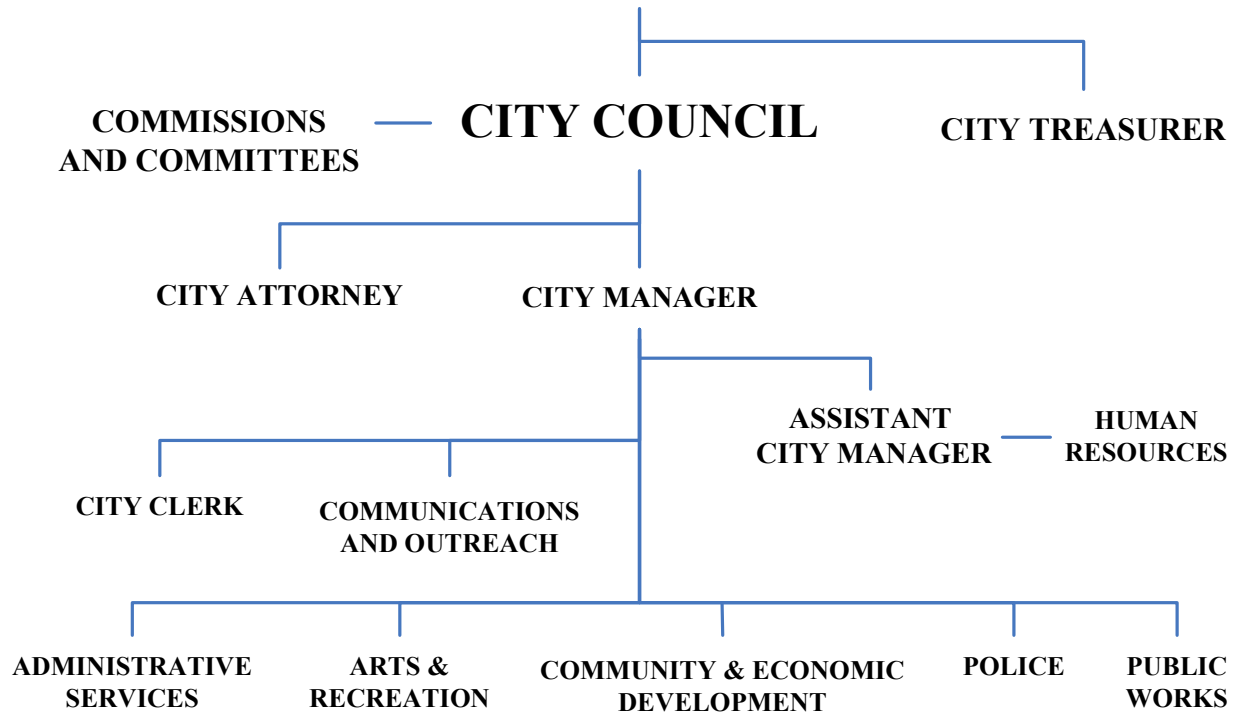 COMMISSIONS
AND COMMITTEES
CITY COUNCIL
CITY TREASURER
CITY ATTORNEY
CITY MANAGER
ASSISTANT
CITY MANAGER
HUMAN
RESOURCES
CITY CLERK
COMMUNICATIONS
AND OUTREACH
ADMINISTRATIVE
SERVICES
ARTS &
RECREATION
COMMUNITY & ECONOMIC
DEVELOPMENT
POLICE
PUBLIC
WORKS